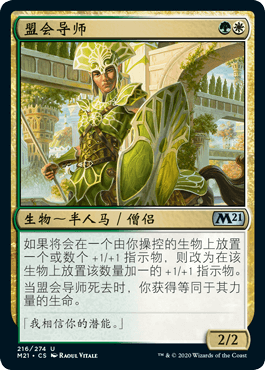 盟会导师
生物～半人马／僧侣
M21
如果将会在一个由你操控的生物上放置
一个或数个 +1/+1 指示物，则改为在该
生物上放置该数量加一的 +1/+1 指示物。
当盟会导师死去时，你获得等同于其力
量的生命。
「我相信你的潜能。」
2/2
216/274 U
M21 • CS RAOUL VITALE
™ & © 2020 Wizards of the Coast